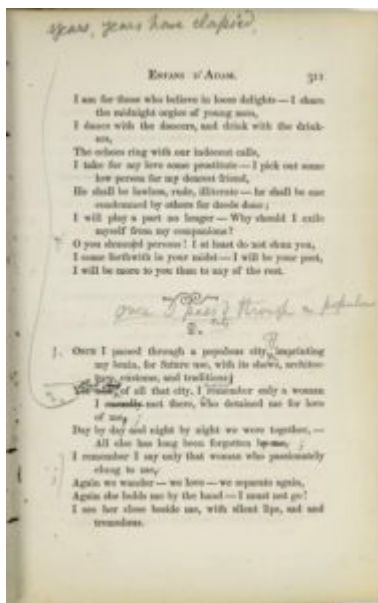 years, years have elapsed,
ENFANS D'ADAM. 311
I am for those who believe in loose delights — I share
the midnight orgies of young men,
I dance with the dancers, and drink with the drink-
ers,
The echoes ring with our indecent calls,
I take for my love some prostitute — I pick out some
low person for my dearest friend,
He shall be lawless, rude, illiterate — he shall be one
condemned by others for deeds done;
I will play a part no longer — Why should I exile
myself from my companions?
O you shunned persons! I at least do not shun you,
I come forthwith in your midst — I will be your poet,
I will be more to you than to any of the rest.
once I pass'd through a populous
city
9.
1. ONCE I passed through a populous city, imprinting
my brain, for future use, with its shows, architec-
ture, customs, and traditions;
of all that city, I remember only a woman
I casually met there, who detained me for love
of me,
Day by day and night by night we were together, —
All else has long been forgotten by me,
I remember I say only that woman who passionately
clung to me,
Again we wander — we love — we separate again,
Again she holds me by the hand — I must not go!
I see her close beside me, with silent lips, sad and
tremulous.